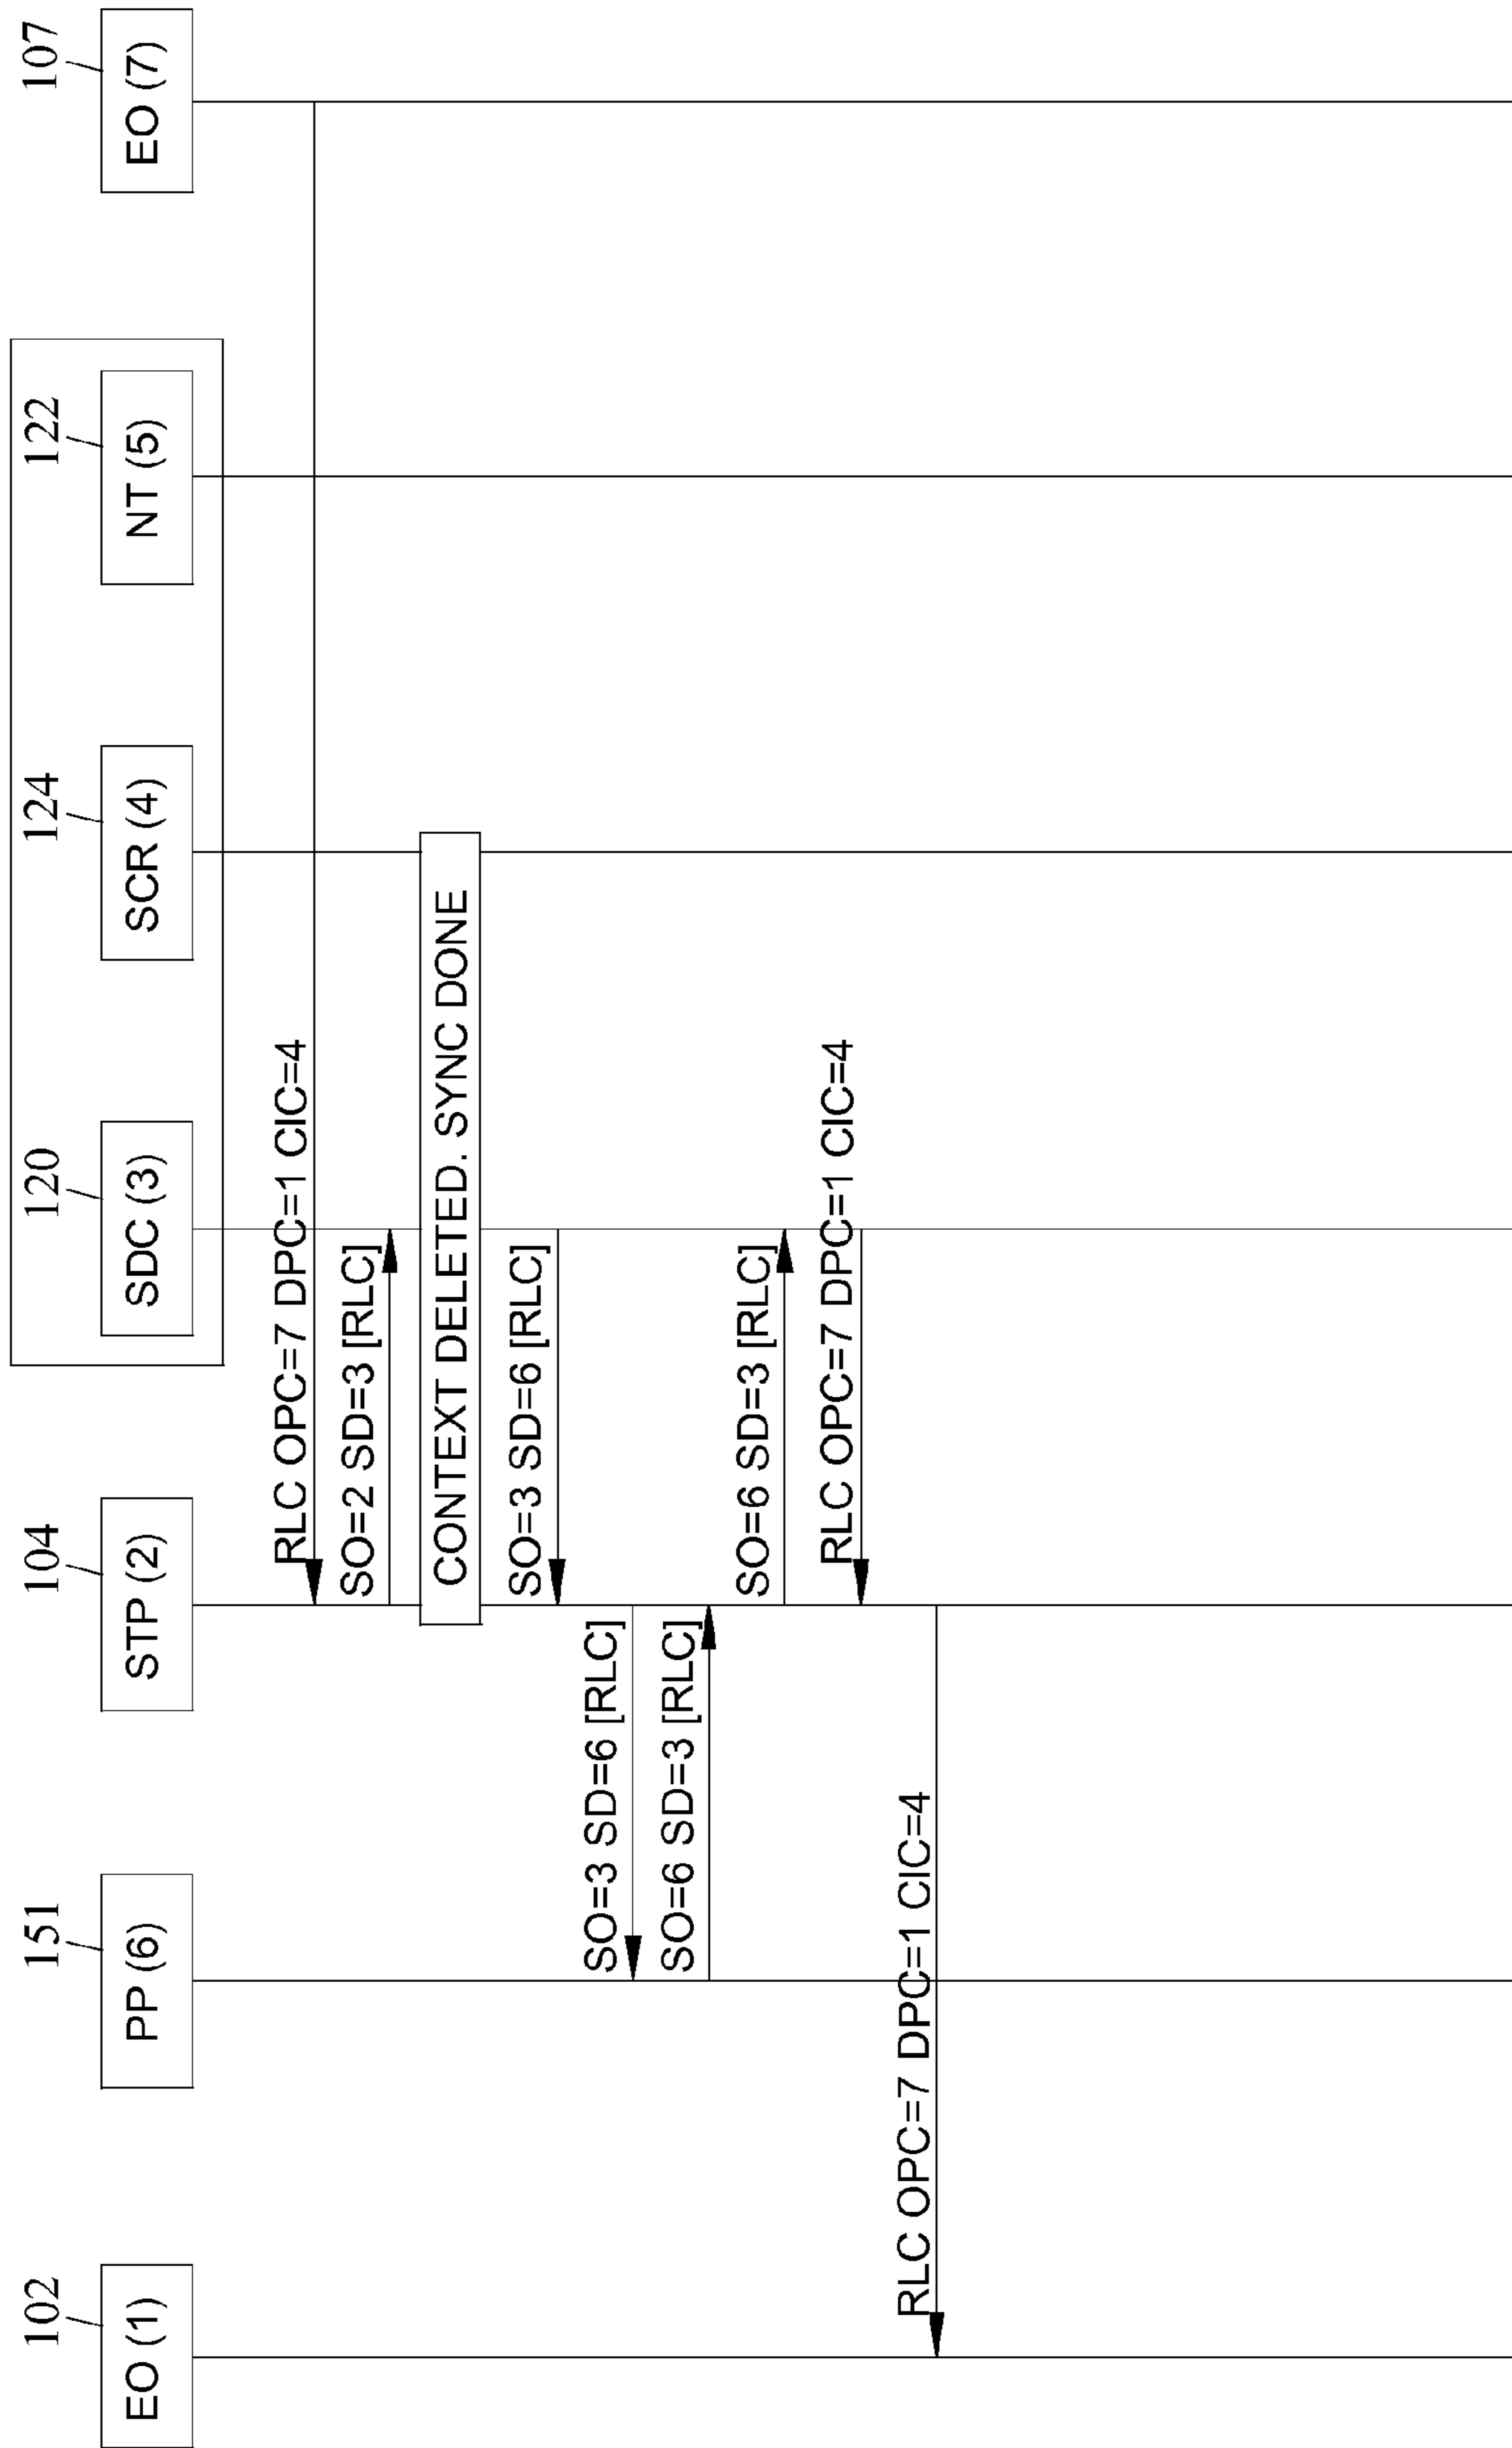 102
151
104
120
124
122
107
EO (1)
PP (6)
STP (2)
SDC (3)
SCR (4)
NT (5)
EO (7)
RLC OPC=7 DPC=1 CIC=4
SO=2 SD=3 [RLC]
CONTEXT DELETED. SYNC DONE
SO=3 SD=6 [RLC]
SO=3 SD=6 [RLC]
SO=6 SD=3 [RLC]
SO=6 SD=3 [RLC]
RLC OPC=7 DPC=1 CIC=4
RLC OPC=7 DPC=1 CIC=4